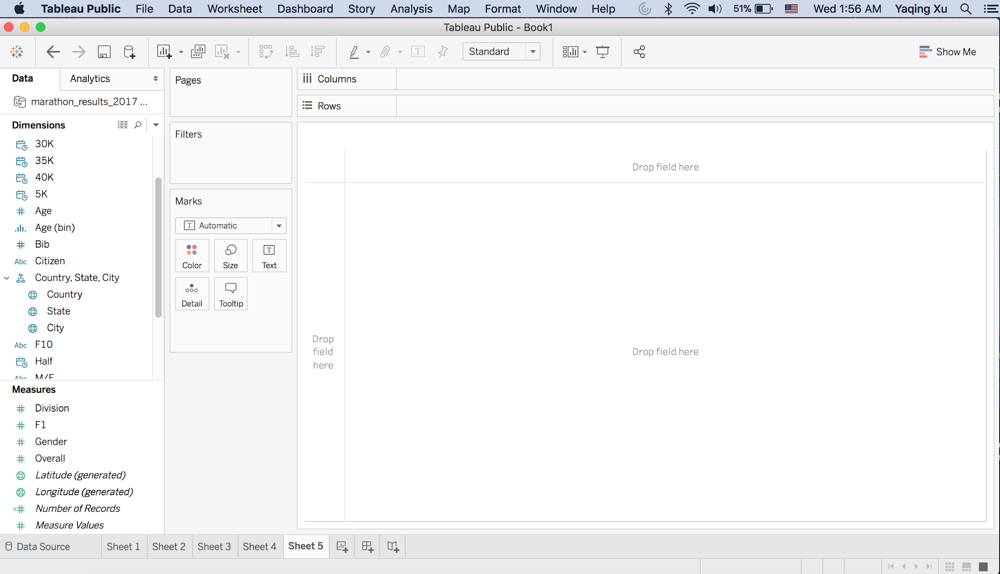 Tableau Public File Data Worksheet Dashboard Story Analysis Map Format Window Help 51% Wed 1:56 AM Yaqing Xu
Tableau Public - Book1
Standard
Show Me
Data Analytics
marathon_results_2017 ...
Dimensions
30K
35K
40K
5K
Age
Age (bin)
Bib
Abc Citizen
Country, State, City
Country
State
City
Abc F10
Half
Abc M/F
Measures
Division
F1
Gender
Overall
Latitude (generated)
Longitude (generated)
Number of Records
Measure Values
Pages
Filters
Marks
T Automatic
Color Size T Text
Detail Tooltip
Columns
Rows
Drop field here
Drop
field
here
Drop field here
Data Source Sheet 1 Sheet 2 Sheet 3 Sheet 4 Sheet 5